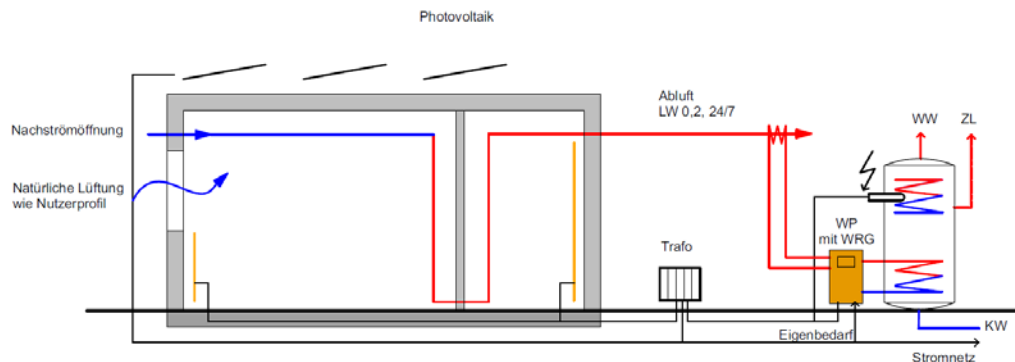 Photovoltaik
Nachströmöffnung
Natürliche Lüftung
wie Nutzerprofil
Abluft
LW 0,2, 24/7
WW
ZL
WP
mit WRG
Trafo
Eigenbedarf
KW
Stromnetz